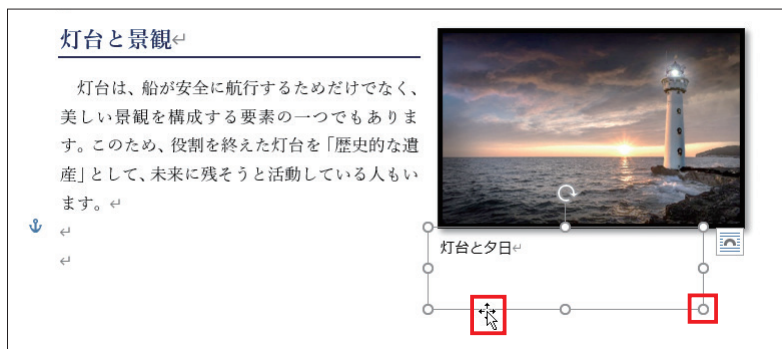 灯台と景観↵
灯台は、船が安全に航行するためだけでなく、
美しい景観を構成する要素の一つでもありま
す。このため、役割を終えた灯台を「歴史的な遺
産」として、未来に残そうと活動している人もい
ます。↵
↵
↵
灯台と夕日↵